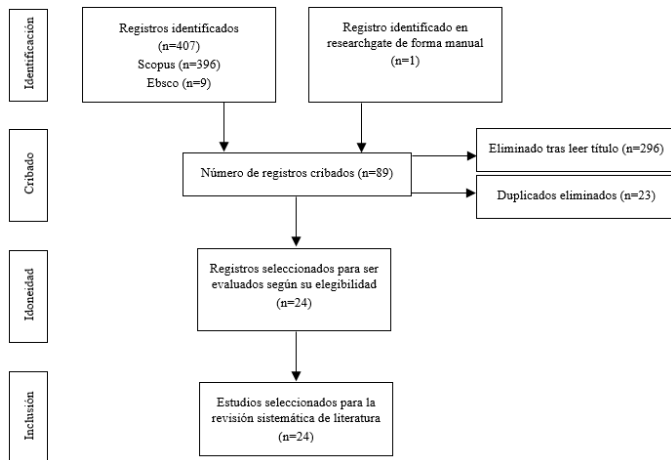 Identificación
Registros identificados
(n=407)
Scopus (n=396)
Ebsco (n=9)
Registro identificado en
researchgate de forma manual
(n=1)
Cribado
Número de registros cribados (n=89)
Eliminado tras leer título (n=296)
Duplicados eliminados (n=23)
Idoneidad
Registros seleccionados para ser
evaluados según su elegibilidad
(n=24)
Inclusión
Estudios seleccionados para la
revisión sistemática de literatura
(n=24)